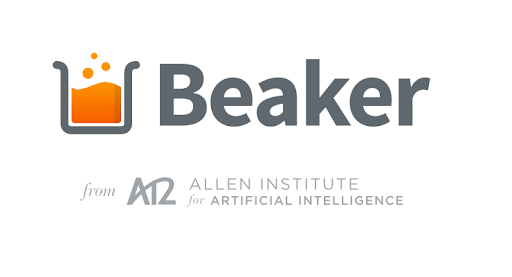 Beaker
from AI2 ALLEN INSTITUTE
for ARTIFICIAL INTELLIGENCE